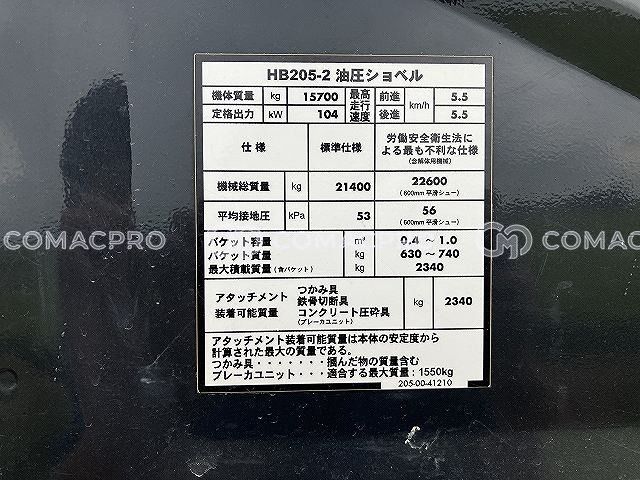 HB205-2 油圧ショベル
機体質量 kg 15700 最高走行速度 前進 km/h 5.5
定格出力 kW 104 後進 5.5
仕様 標準仕様 労働安全衛生法による最も不利な仕様
(含解体用機械)
機械総質量 kg 21400 22600
(600mm平滑シュー)
平均接地圧 kPa 53 56
(600mm平滑シュー)
COMACPRO COMACPRO COMACPRO
バケット容量 m³ 0.4 ~ 1.0
バケット質量 kg 630 ~ 740
最大積載質量 (含バケット) kg 2340
アタッチメント装着可能質量 つかみ具 kg 2340
鉄骨切断具
コンクリート圧砕具
(ブレーカユニット)
アタッチメント装着可能質量は本体の安定度から
計算された最大の質量である。
つかみ具・・・・・・・掴んだ物の質量含む
ブレーカユニット・・・適合する最大質量:1550kg
205-00-41210